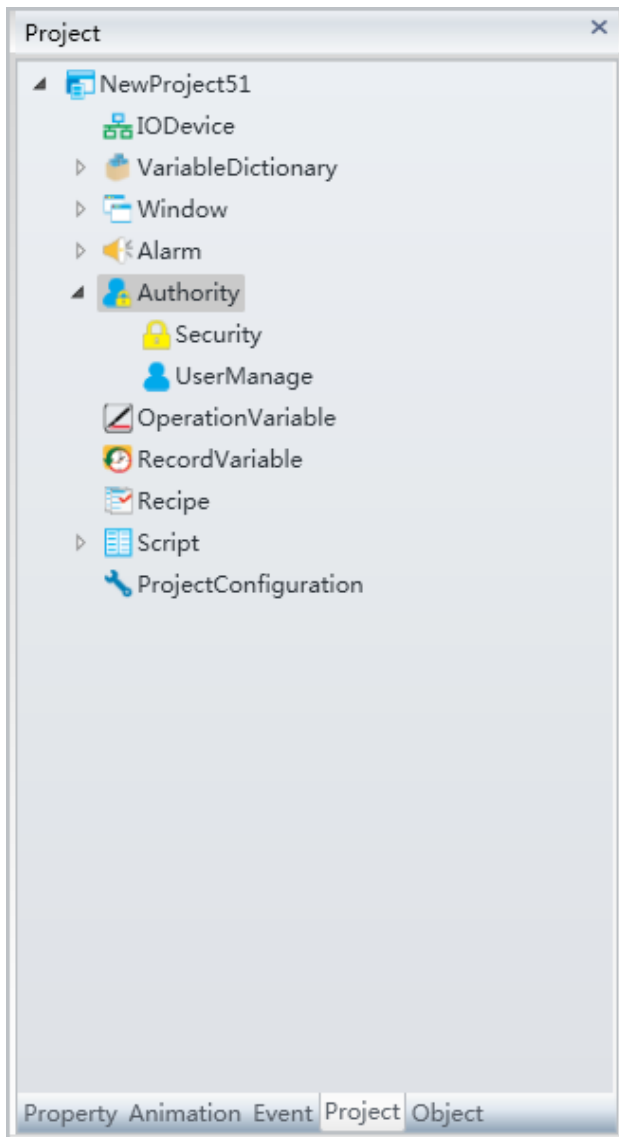 Project
NewProject51
IODevice
VariableDictionary
Window
Alarm
Authority
Security
UserManage
OperationVariable
RecordVariable
Recipe
Script
ProjectConfiguration
Property Animation Event Project Object